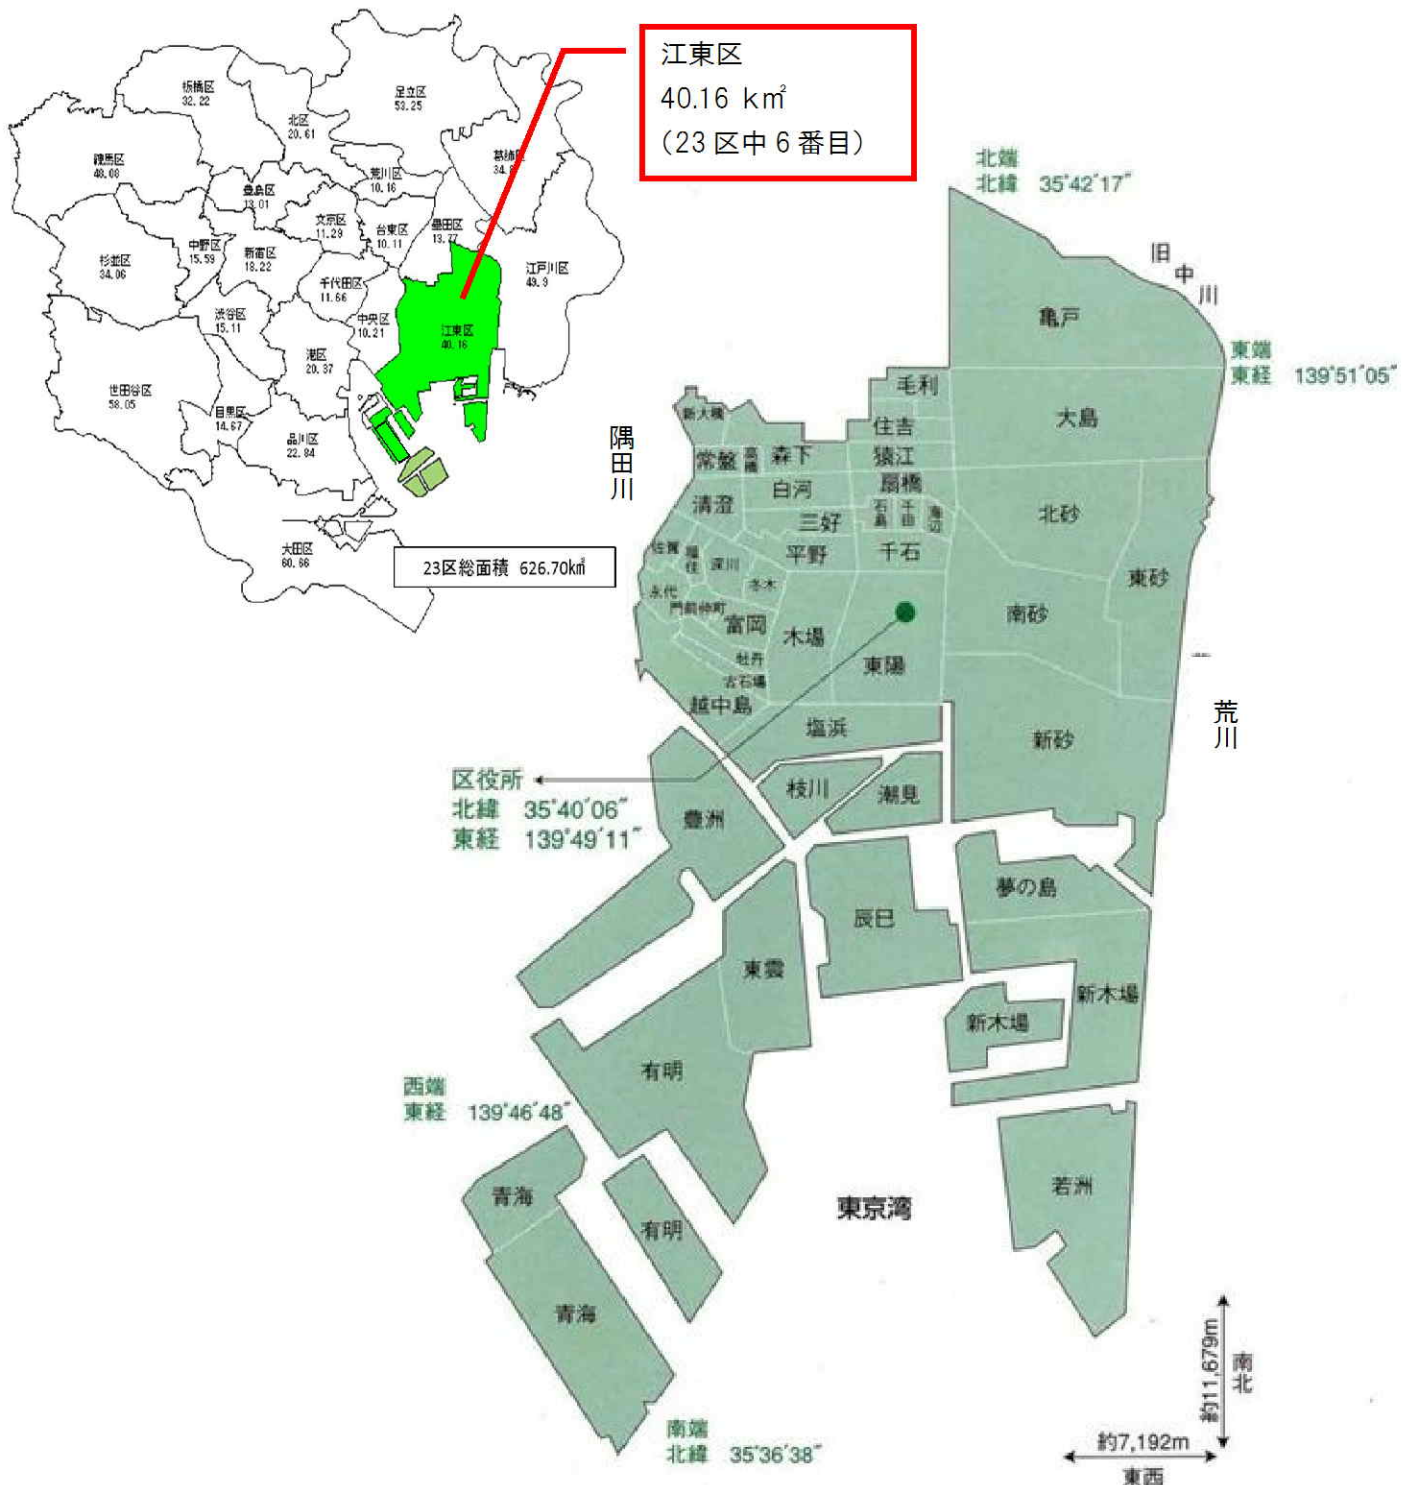 江東区
40.16 k㎡
(23区中6番目)
板橋区
32.22
北区
20.61
足立区
53.25
練馬区
48.08
豊島区
13.01
荒川区
10.16
葛飾区
文京区
11.29
台東区
10.11
墨田区
13.77
杉並区
34.06
中野区
15.59
新宿区
18.22
千代田区
11.66
中央区
10.21
江戸川区
49.9
江東区
40.16
渋谷区
15.11
港区
20.37
世田谷区
58.05
目黒区
14.67
品川区
22.84
大田区
60.66
23区総面積 626.70k㎡
北端
北緯 35°42′17″
旧中川
東端
東経 139°51′05″
隅田川
荒川
亀戸
毛利
大島
新大橋
住吉
常盤
高橋
森下
猿江
扇橋
白河
清澄
石島
千田
海辺
北砂
三好
佐賀
福住
深川
平野
千石
東砂
冬木
永代
門前仲町
富岡
木場
南砂
牡丹
東陽
古石場
越中島
塩浜
新砂
区役所
北緯 35°40′06″
東経 139°49′11″
枝川
潮見
豊洲
夢の島
辰巳
東雲
新木場
新木場
有明
西端
東経 139°46′48″
青海
有明
東京湾
若洲
青海
南端
北緯 35°36′38″
約11,679m
南北
約7,192m
東西